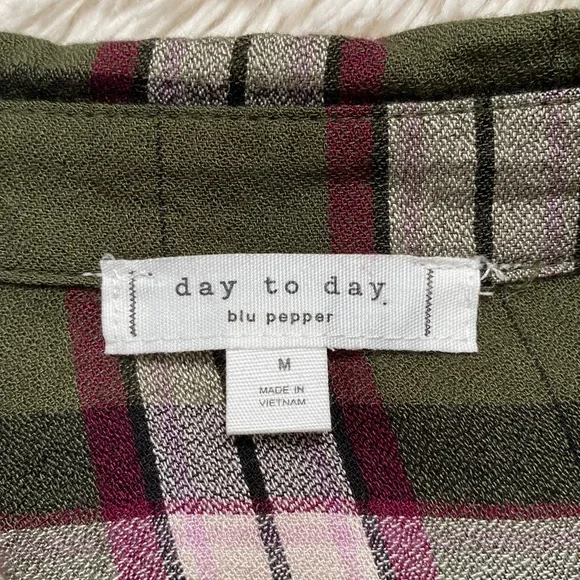 day to day
blu pepper
M
MADE IN
VIETNAM